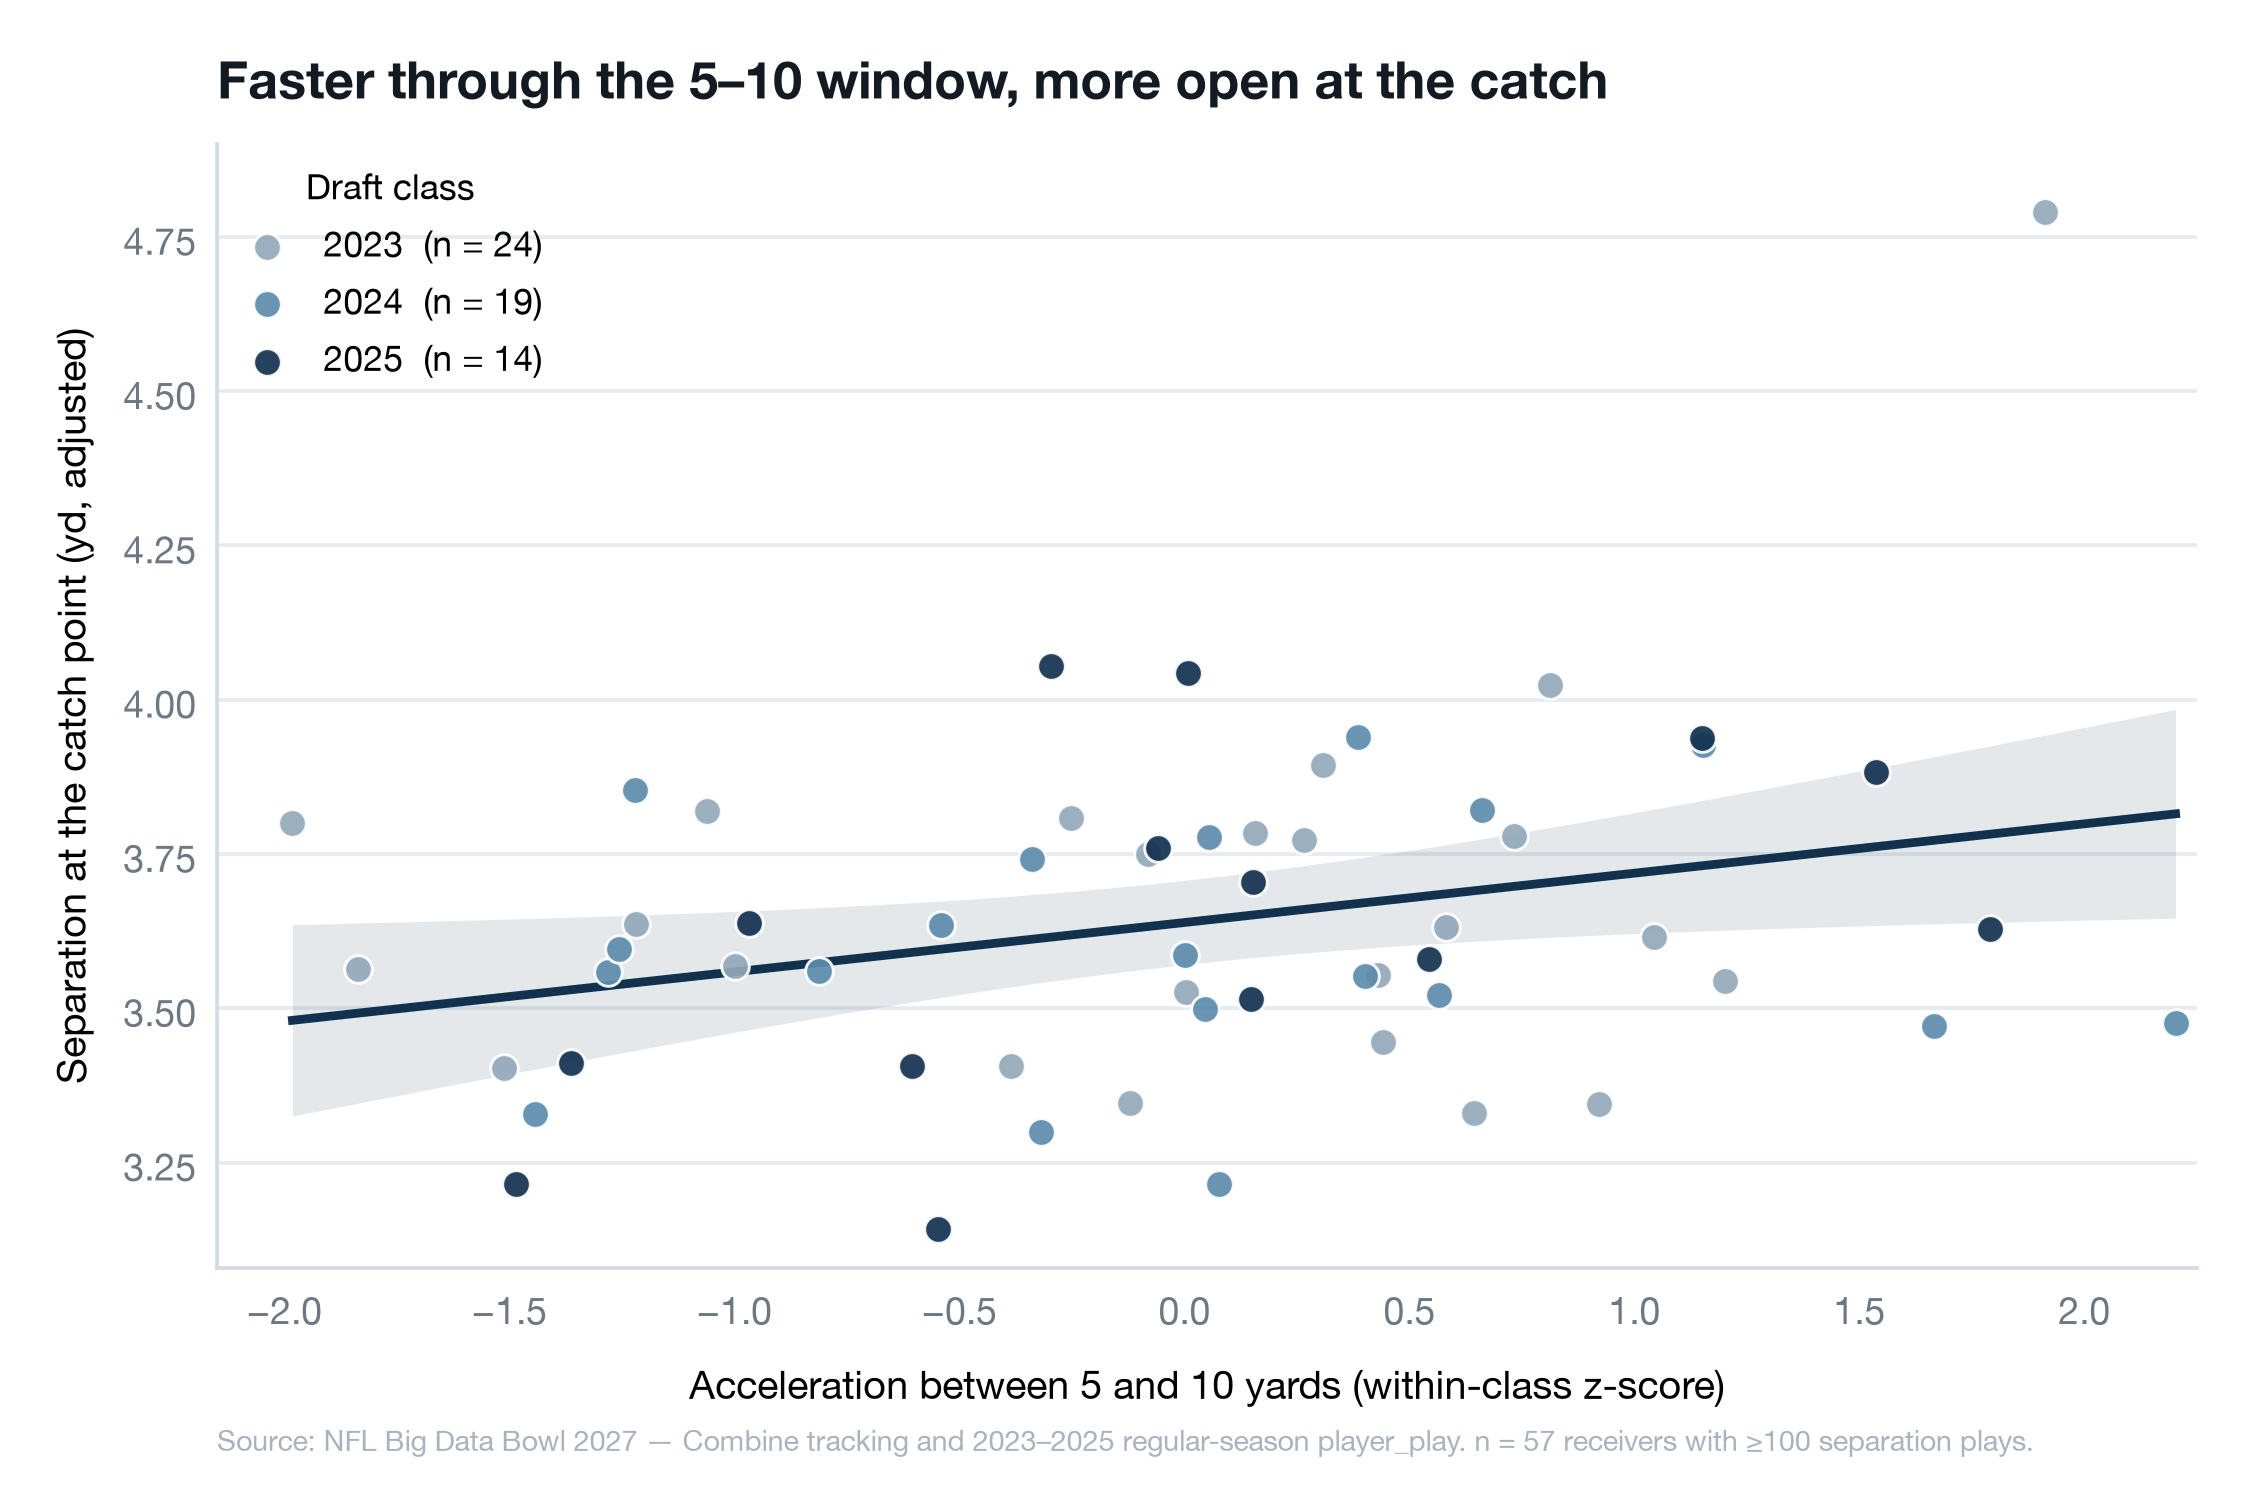 Faster through the 5–10 window, more open at the catch
Draft class
2023 (n = 24)
2024 (n = 19)
2025 (n = 14)
4.75
4.50
4.25
4.00
3.75
3.50
3.25
Separation at the catch point (yd, adjusted)
−2.0 −1.5 −1.0 −0.5 0.0 0.5 1.0 1.5 2.0
Acceleration between 5 and 10 yards (within-class z-score)
Source: NFL Big Data Bowl 2027 — Combine tracking and 2023–2025 regular-season player_play. n = 57 receivers with ≥100 separation plays.